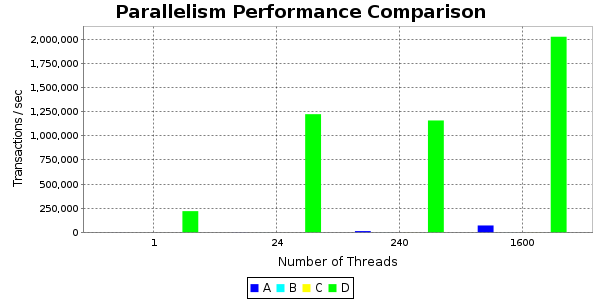 Parallelism Performance Comparison
Transactions / sec
2,000,000
1,750,000
1,500,000
1,250,000
1,000,000
750,000
500,000
250,000
0
1 24 240 1600
Number of Threads
A B C D